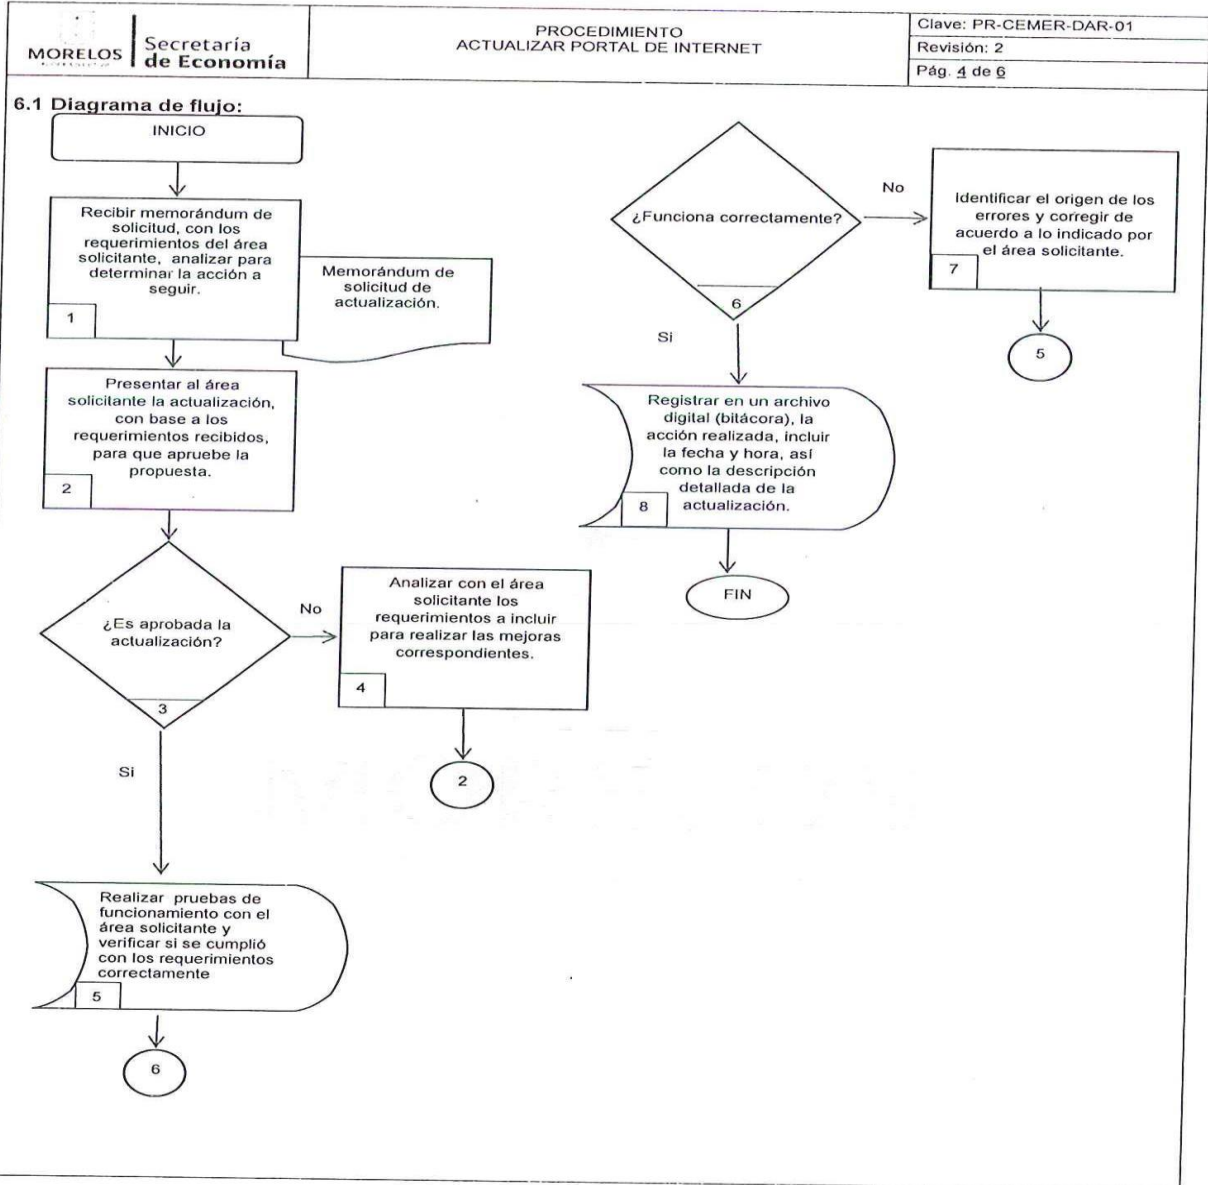 MORELOS
Secretaría
de Economía
PROCEDIMIENTO
ACTUALIZAR PORTAL DE INTERNET
Clave: PR-CEMER-DAR-01
Revisión: 2
Pág. 4 de 6
6.1 Diagrama de flujo:
INICIO
Recibir memorándum de
solicitud, con los
requerimientos del área
solicitante, analizar para
determinar la acción a
seguir.
1
Memorándum de
solicitud de
actualización.
Presentar al área
solicitante la actualización,
con base a los
requerimientos recibidos,
para que apruebe la
propuesta.
2
¿Es aprobada la
actualización?
3
No
Analizar con el área
solicitante los
requerimientos a incluir
para realizar las mejoras
correspondientes.
4
2
Si
Realizar pruebas de
funcionamiento con el
área solicitante y
verificar si se cumplió
con los requerimientos
correctamente
5
6
¿Funciona correctamente?
6
No
Identificar el origen de los
errores y corregir de
acuerdo a lo indicado por
el área solicitante.
7
5
Si
Registrar en un archivo
digital (bitácora), la
acción realizada, incluir
la fecha y hora, así
como la descripción
detallada de la
actualización.
8
FIN